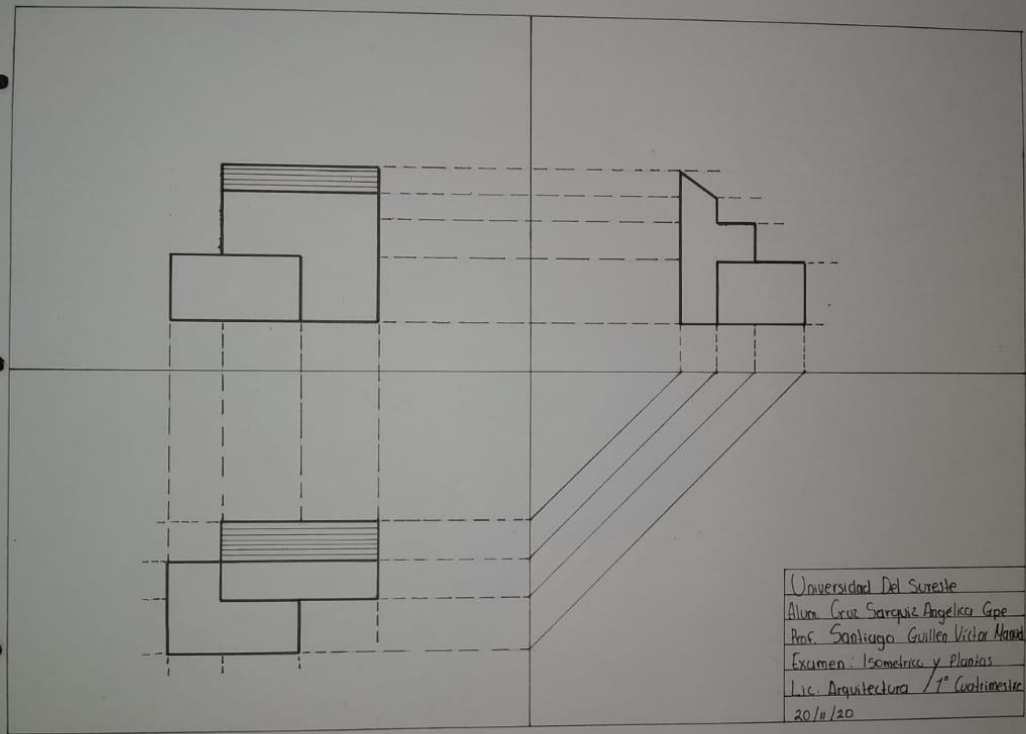 Universidad Del Sureste
Alum. Cruz Sarquiz Angelica Gpe
Prof. Santiago Guillen Victor Manuel
Examen: Isometrico y Plantas
Lic. Arquitectura / 1° Cuatrimestre
20/11/20